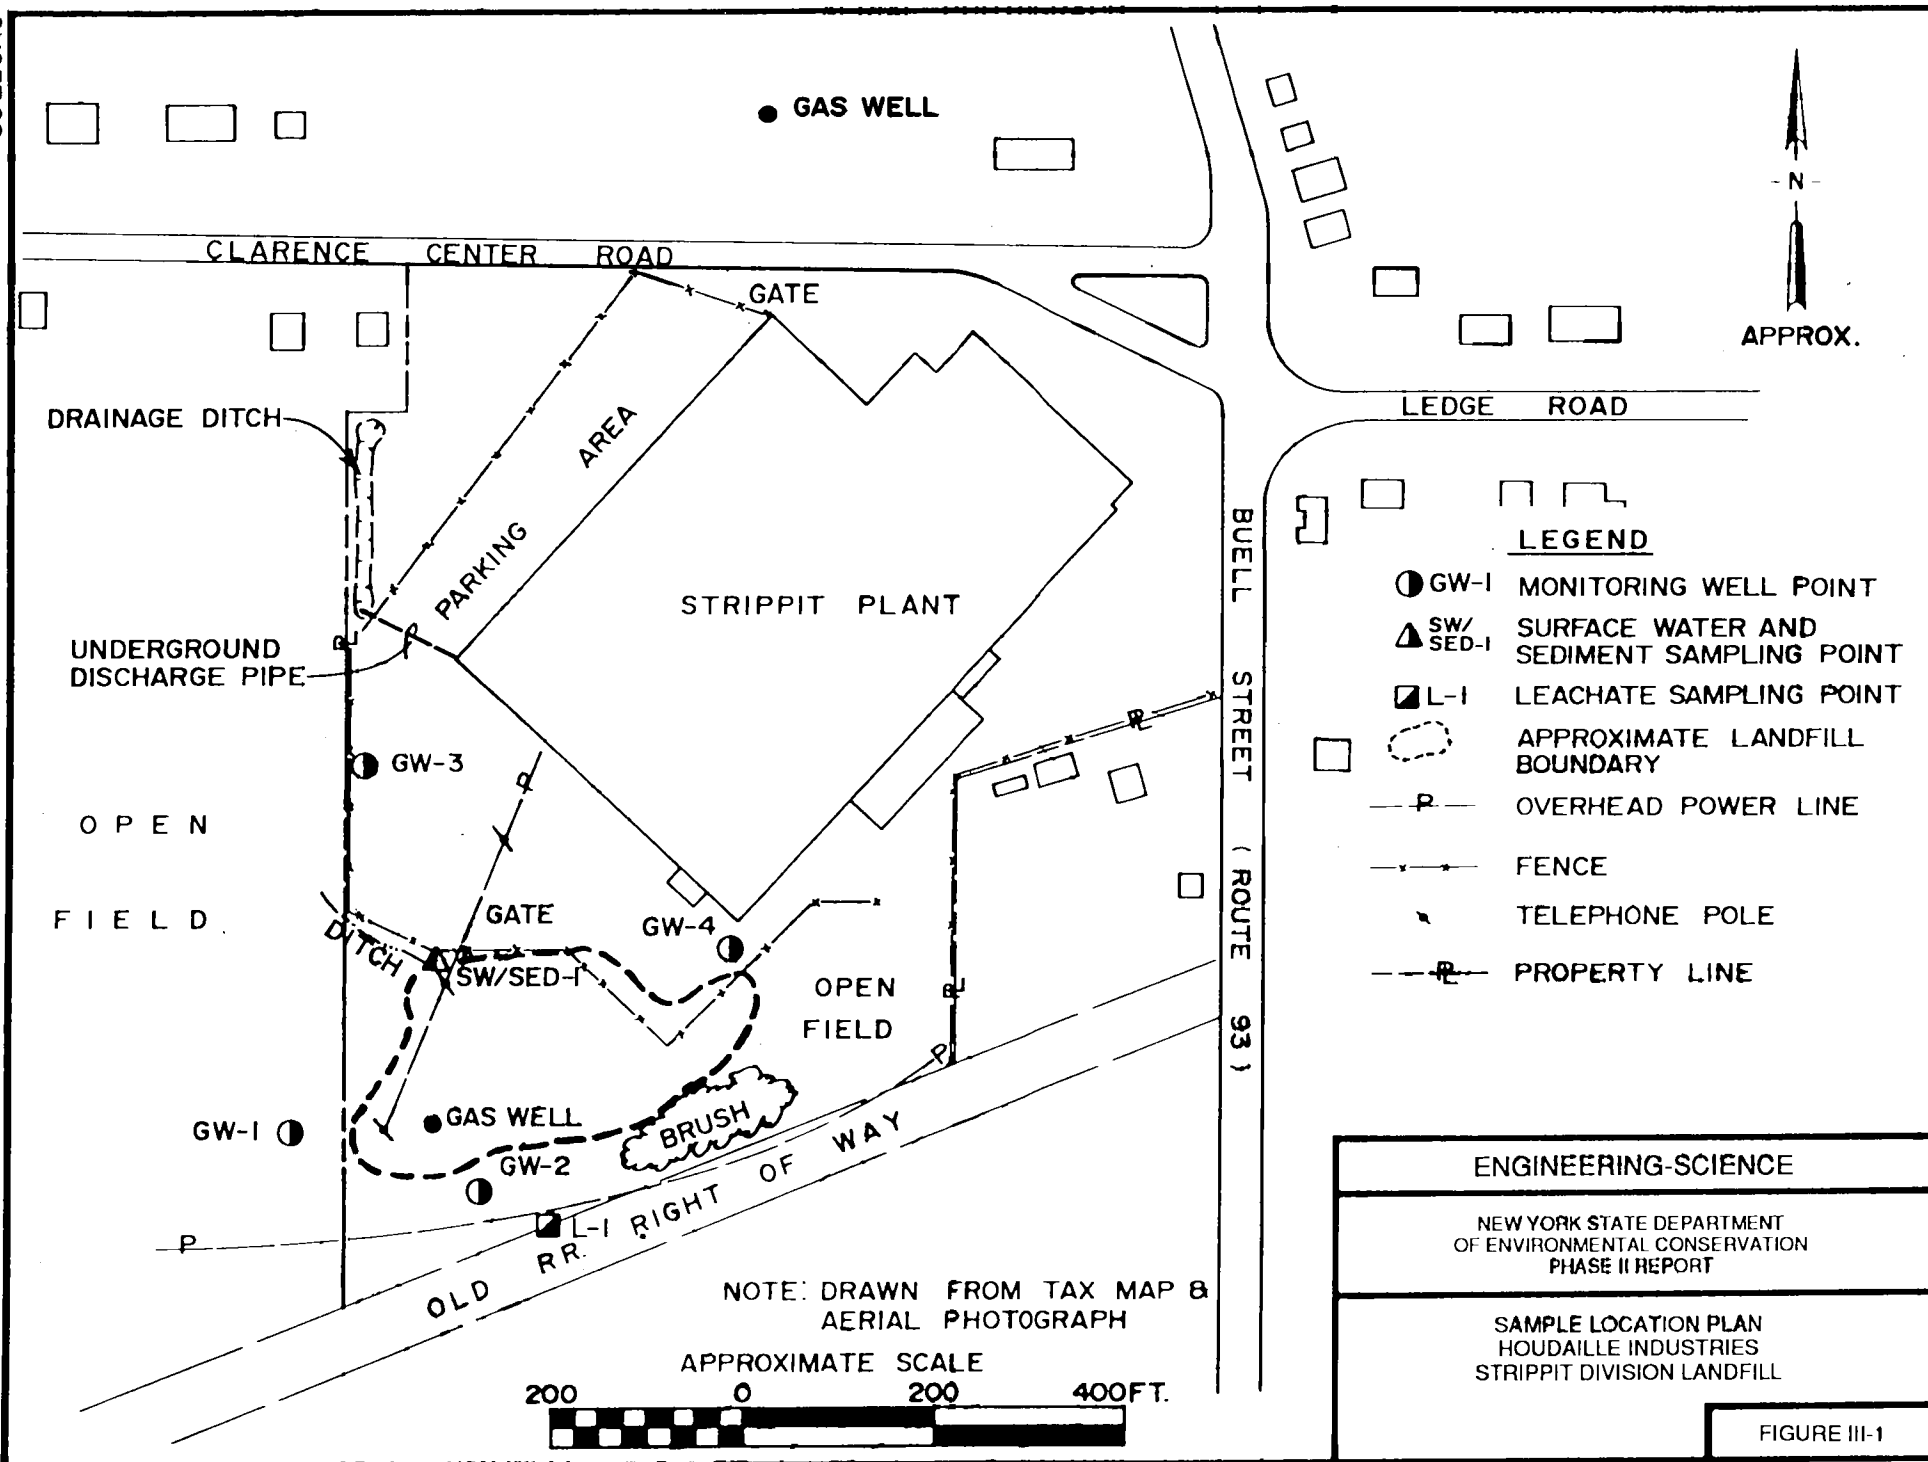 GAS WELL
N
APPROX.
CLARENCE CENTER ROAD
GATE
DRAINAGE DITCH
PARKING AREA
LEDGE ROAD
STRIPPIT PLANT
UNDERGROUND
DISCHARGE PIPE
BUELL STREET (ROUTE 93)
LEGEND
GW-1 MONITORING WELL POINT
SW/
SED-1
SURFACE WATER AND
SEDIMENT SAMPLING POINT
L-1 LEACHATE SAMPLING POINT
APPROXIMATE LANDFILL
BOUNDARY
P OVERHEAD POWER LINE
FENCE
TELEPHONE POLE
PL PROPERTY LINE
PL
PL
GW-3
P
OPEN
FIELD
GATE
DITCH
SW/SED-1
GW-4
OPEN
FIELD
PL
P
GW-1
GAS WELL
GW-2
BRUSH
L-1
P
OLD RR. RIGHT OF WAY
NOTE: DRAWN FROM TAX MAP &
AERIAL PHOTOGRAPH
APPROXIMATE SCALE
200 0 200 400FT.
ENGINEERING-SCIENCE
NEW YORK STATE DEPARTMENT
OF ENVIRONMENTAL CONSERVATION
PHASE II REPORT
SAMPLE LOCATION PLAN
HOUDAILLE INDUSTRIES
STRIPPIT DIVISION LANDFILL
FIGURE III-1